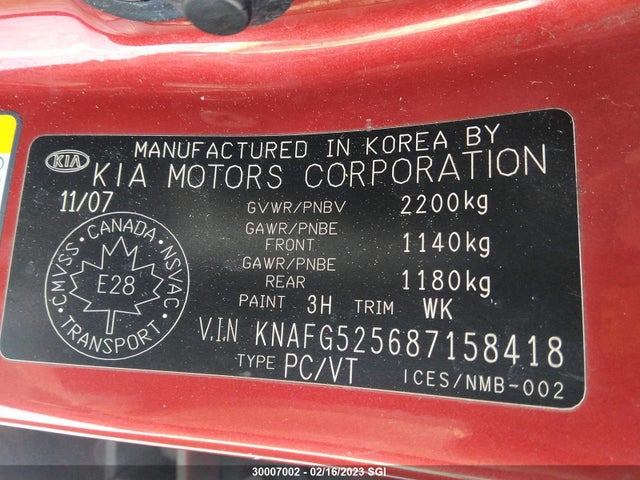 MANUFACTURED IN KOREA BY
KIA KIA MOTORS CORPORATION
11/07
GVWR/PNBV 2200kg
GAWR/PNBE
FRONT 1140kg
GAWR/PNBE
REAR 1180kg
PAINT 3H TRIM WK
V.I.N KNAFG525687158418
TYPE PC/VT ICES/NMB-002
CANADA
CMVSS NSVAC
E28
TRANSPORT
30007002 - 02/16/2023 SGI